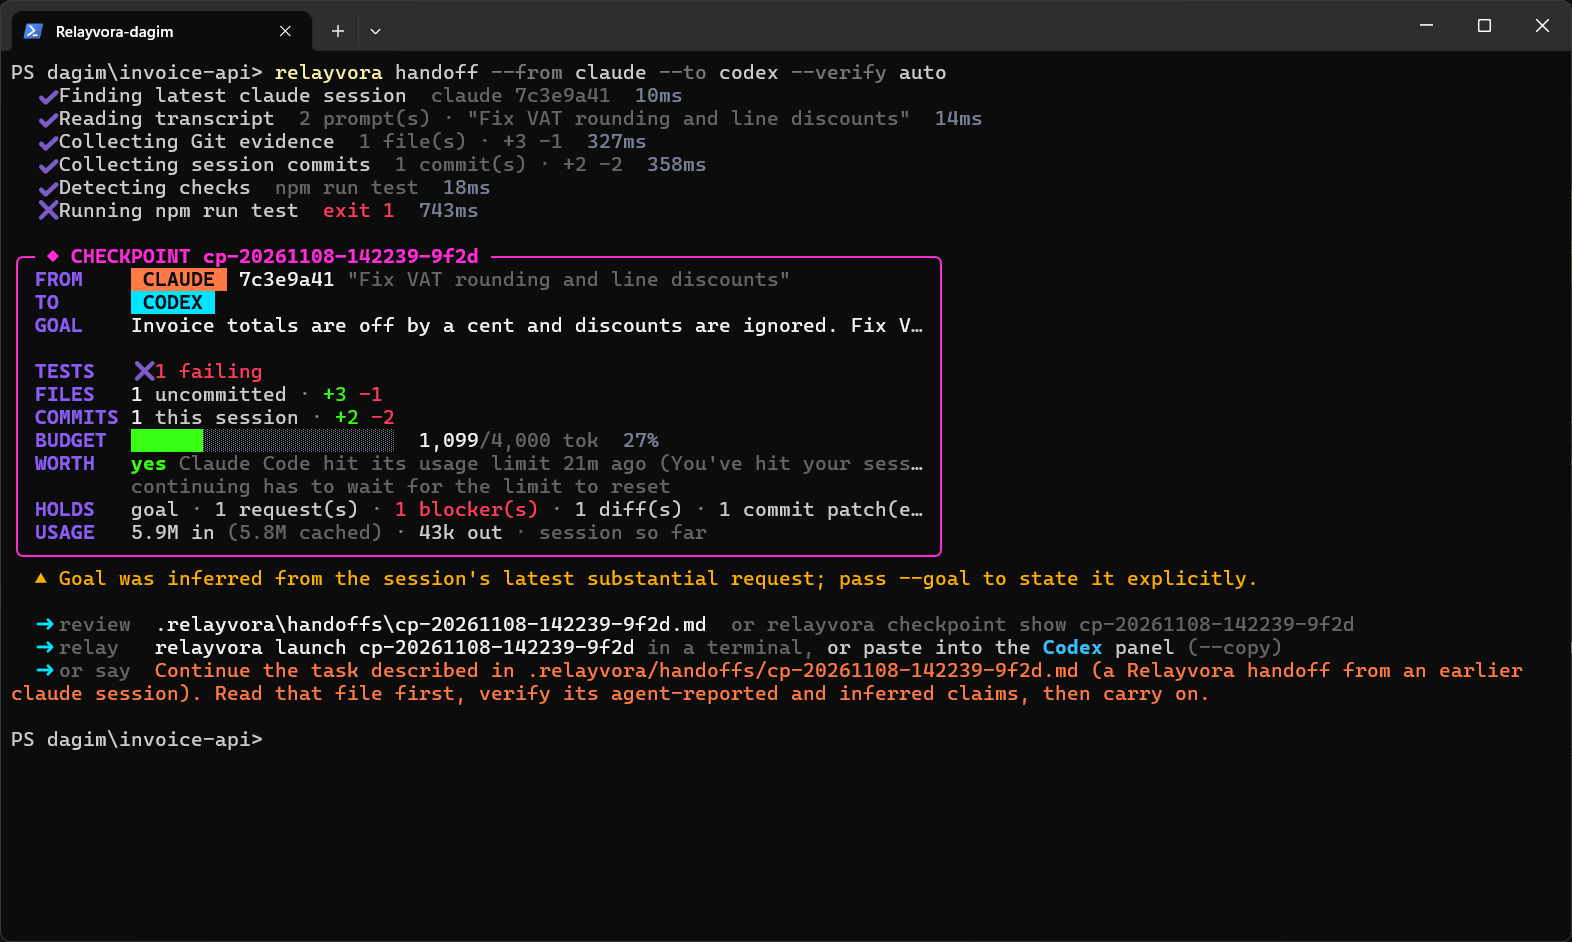 Relayvora-dagim
PS dagim\invoice-api> relayvora handoff --from claude --to codex --verify auto
✔Finding latest claude session  claude 7c3e9a41  10ms
✔Reading transcript  2 prompt(s) · "Fix VAT rounding and line discounts"  14ms
✔Collecting Git evidence  1 file(s) · +3 -1  327ms
✔Collecting session commits  1 commit(s) · +2 -2  358ms
✔Detecting checks  npm run test  18ms
✖Running npm run test  exit 1  743ms
◆ CHECKPOINT cp-20261108-142239-9f2d
FROM CLAUDE 7c3e9a41 "Fix VAT rounding and line discounts"
TO CODEX
GOAL Invoice totals are off by a cent and discounts are ignored. Fix V…
TESTS ✖1 failing
FILES 1 uncommitted · +3 -1
COMMITS 1 this session · +2 -2
BUDGET 1,099/4,000 tok 27%
WORTH yes Claude Code hit its usage limit 21m ago (You've hit your sess…
continuing has to wait for the limit to reset
HOLDS goal · 1 request(s) · 1 blocker(s) · 1 diff(s) · 1 commit patch(e…
USAGE 5.9M in (5.8M cached) · 43k out · session so far
▲ Goal was inferred from the session's latest substantial request; pass --goal to state it explicitly.
➜ review .relayvora\handoffs\cp-20261108-142239-9f2d.md or relayvora checkpoint show cp-20261108-142239-9f2d
➜ relay relayvora launch cp-20261108-142239-9f2d in a terminal, or paste into the Codex panel (--copy)
➜ or say Continue the task described in .relayvora/handoffs/cp-20261108-142239-9f2d.md (a Relayvora handoff from an earlier
claude session). Read that file first, verify its agent-reported and inferred claims, then carry on.
PS dagim\invoice-api>